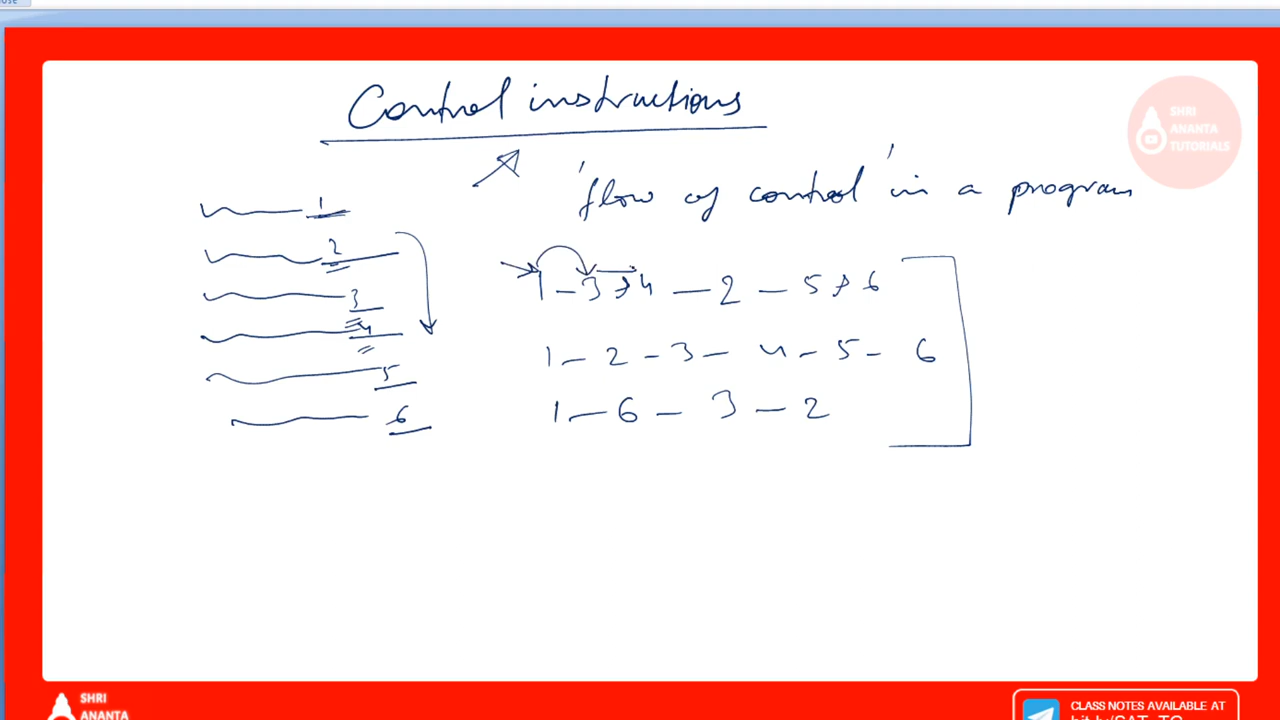 ose
Control instructions
SHRI
ANANTA
TUTORIALS
'flow of control' in a program
1
2
3
4
5
6
1 - 3 → 4 - 2 - 5 → 6
1 - 2 - 3 - 4 - 5 - 6
1 - 6 - 3 - 2
SHRI
ANANTA
CLASS NOTES AVAILABLE AT